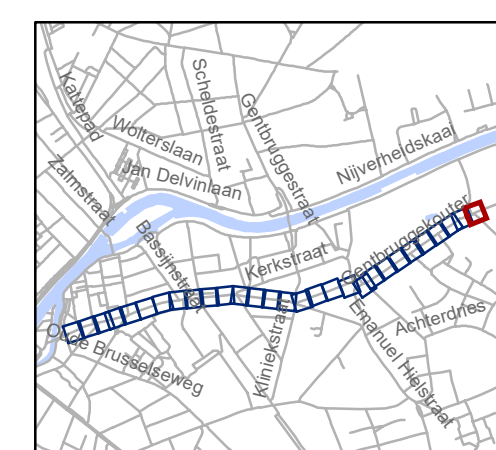 Kattepad
Scheldestraat
Gentbruggestraat
Wolterslaan
Nijverheidskaai
Jan Delvinlaan
Zalmstraat
Bassijnstraat
Gentbruggekouter
Kerkstraat
Achterdries
Oude Brusselseweg
Kliniekstraat
Emanuel Hielstraat